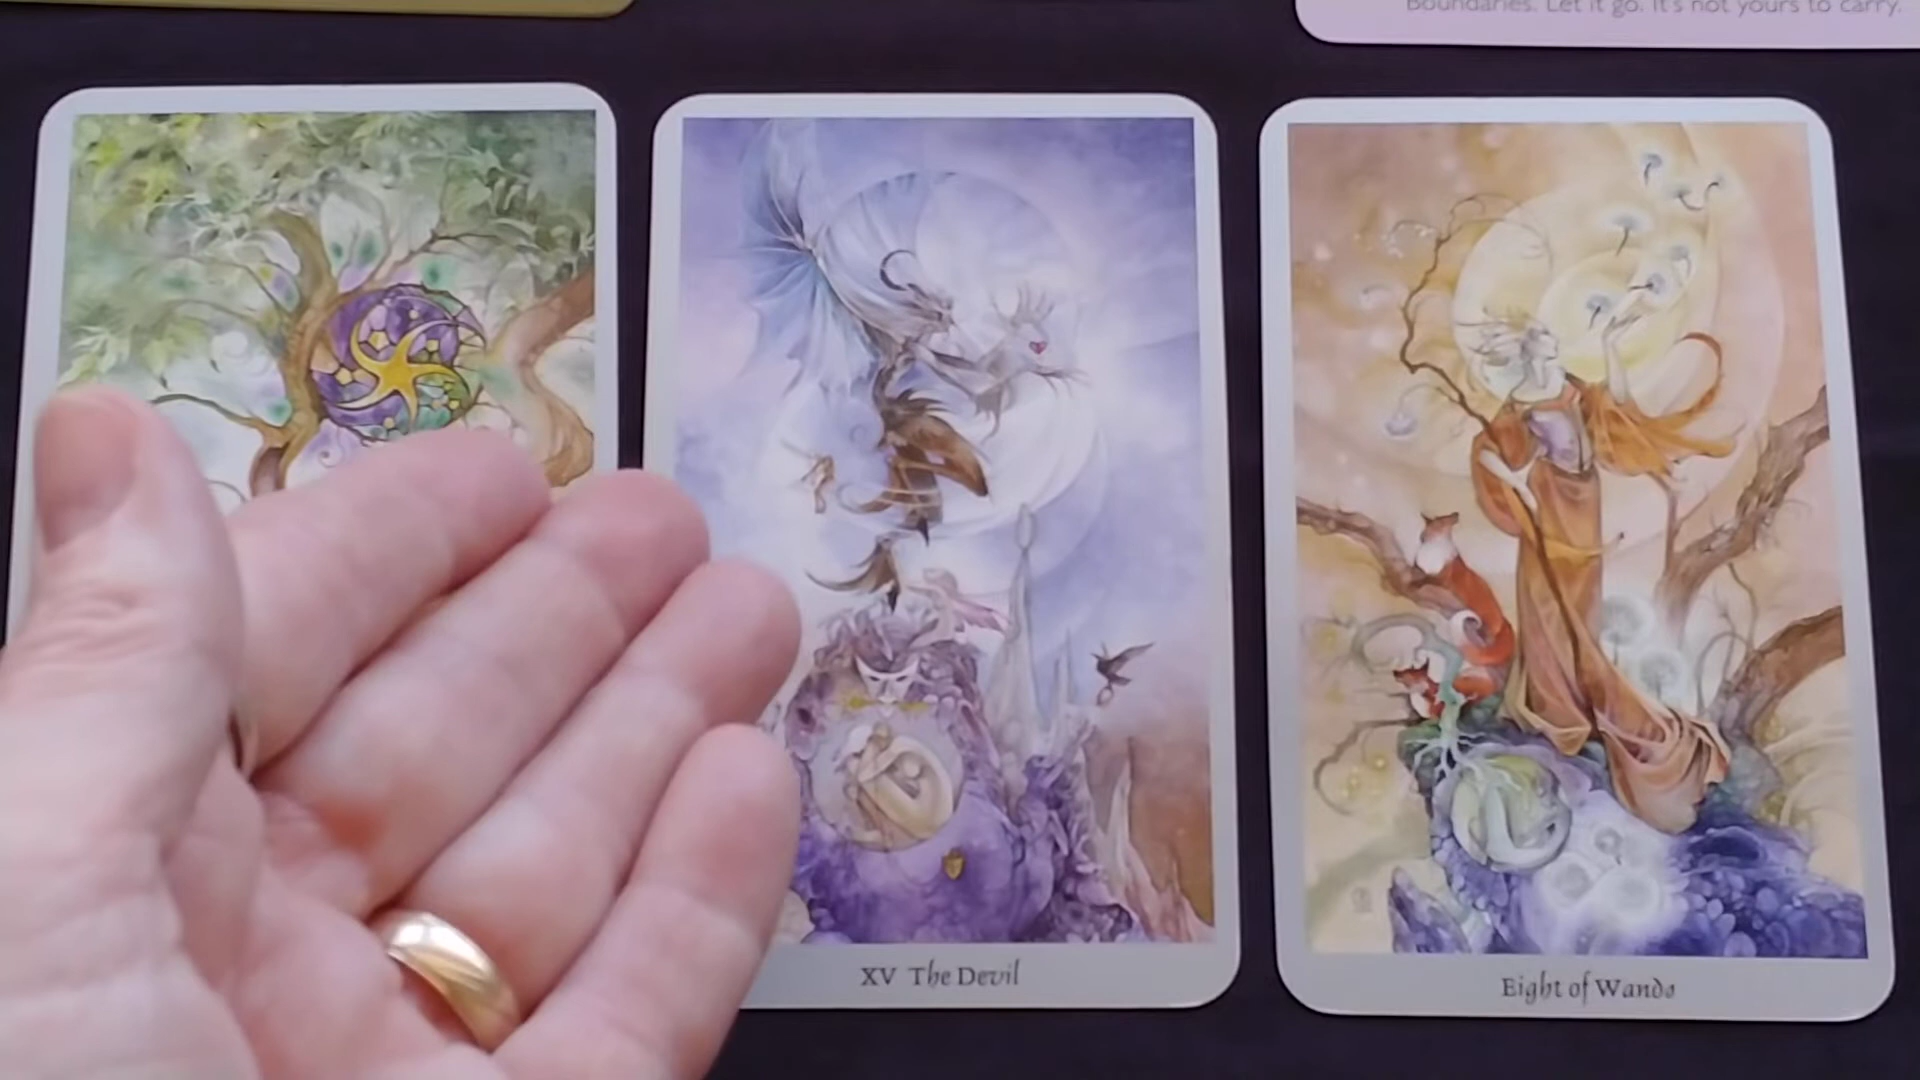 Boundaries. Let it go. It's not yours to carry.
XV The Devil
Eight of Wands